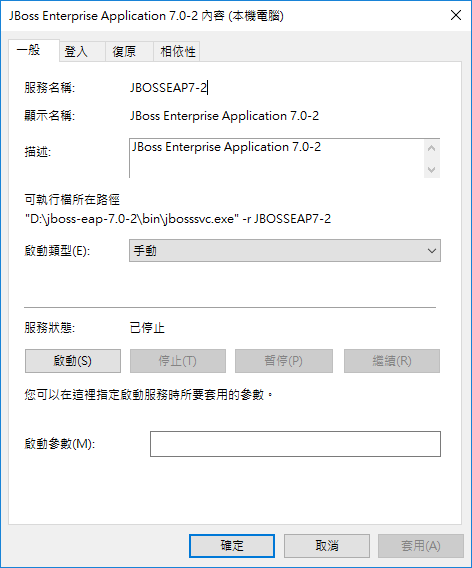 JBoss Enterprise Application 7.0-2 內容 (本機電腦)
一般 登入 復原 相依性
服務名稱: JBOSSEAP7-2
顯示名稱: JBoss Enterprise Application 7.0-2
描述: JBoss Enterprise Application 7.0-2
可執行檔所在路徑
"D:\jboss-eap-7.0-2\bin\jbosssvc.exe" -r JBOSSEAP7-2
啟動類型(E): 手動
服務狀態: 已停止
啟動(S) 停止(T) 暫停(P) 繼續(R)
您可以在這裡指定啟動服務時所要套用的參數。
啟動參數(M):
確定 取消 套用(A)